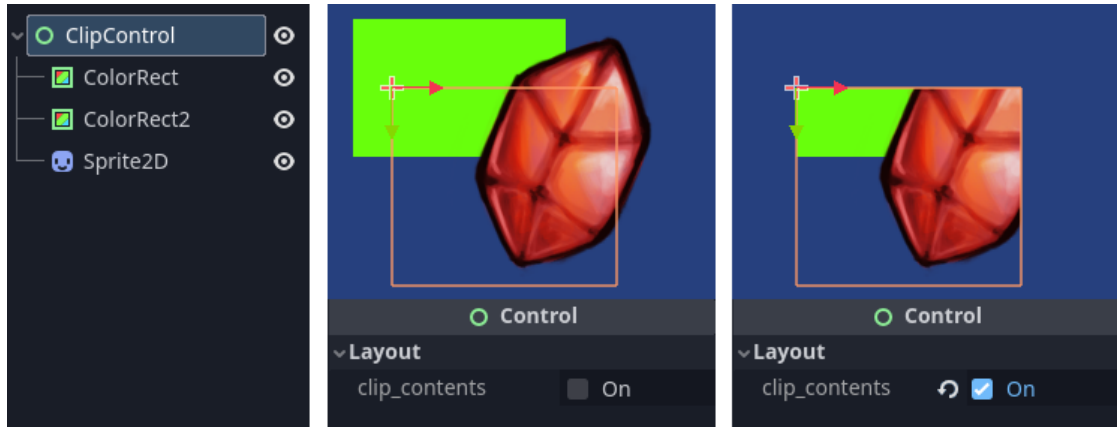 ClipControl
ColorRect
ColorRect2
Sprite2D
Control
Layout
clip_contents On
Control
Layout
clip_contents On